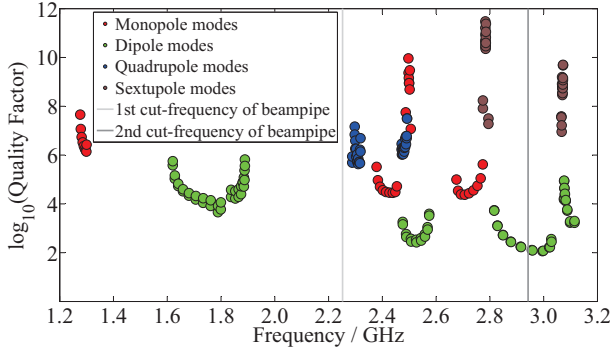 log10(Quality Factor)
12
10
8
6
4
2
Monopole modes
Dipole modes
Quadrupole modes
Sextupole modes
1st cut-frequency of beampipe
2nd cut-frequency of beampipe
1.2 1.4 1.6 1.8 2.0 2.2 2.4 2.6 2.8 3.0 3.2
Frequency / GHz